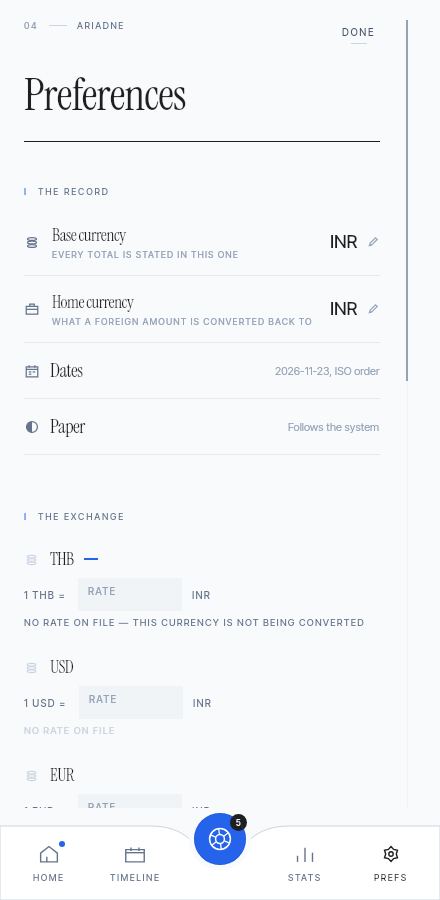 04 ARIADNE
DONE
Preferences
THE RECORD
Base currency
EVERY TOTAL IS STATED IN THIS ONE
INR
Home currency
WHAT A FOREIGN AMOUNT IS CONVERTED BACK TO
INR
Dates
2026-11-23, ISO order
Paper
Follows the system
THE EXCHANGE
THB
1 THB = RATE INR
NO RATE ON FILE — THIS CURRENCY IS NOT BEING CONVERTED
USD
1 USD = RATE INR
NO RATE ON FILE
EUR
RATE
5
HOME
TIMELINE
STATS
PREFS